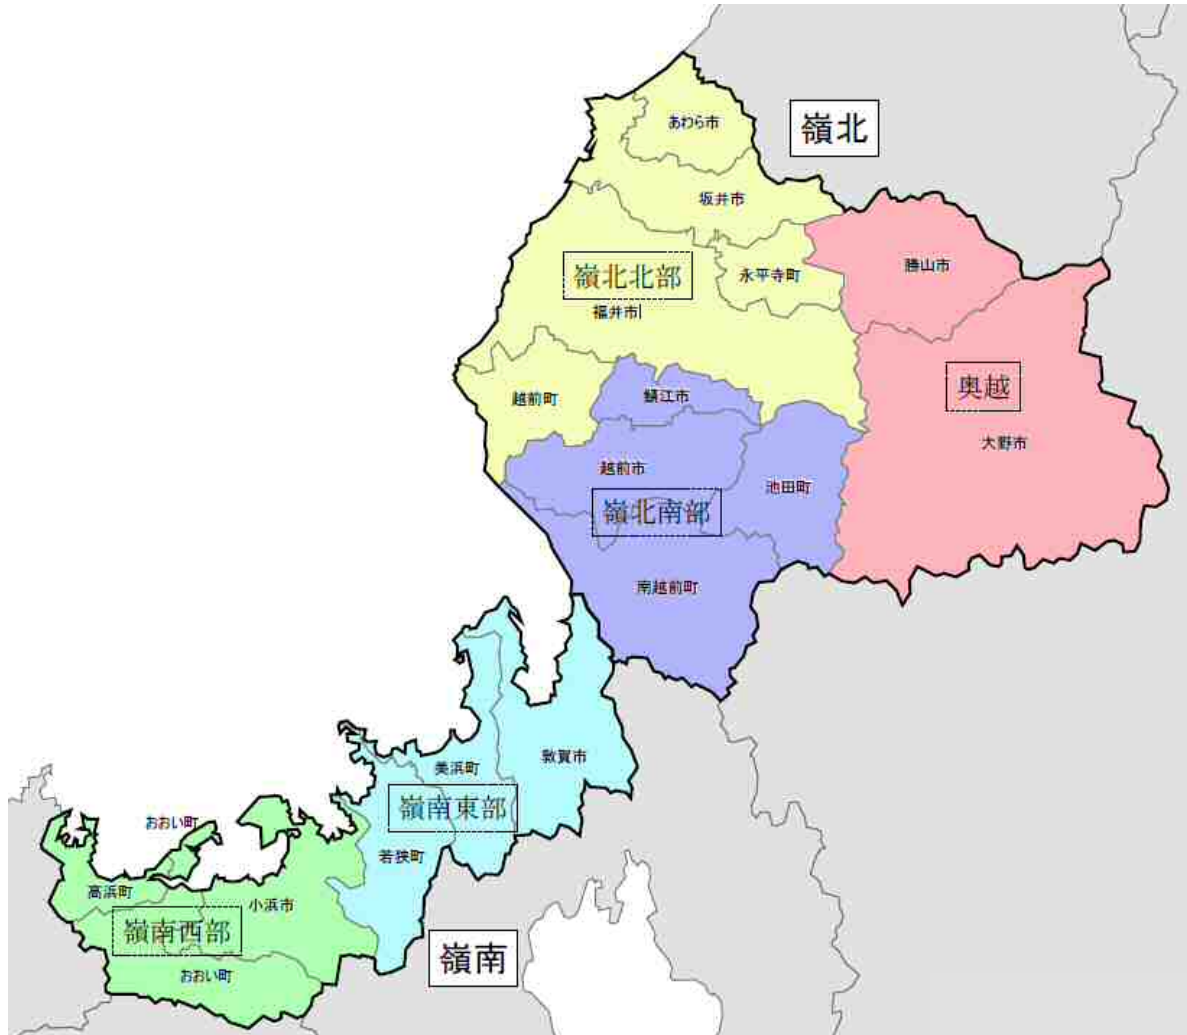 あわら市
嶺北
坂井市
勝山市
永平寺町
嶺北北部
福井市
奥越
越前町
鯖江市
大野市
越前市
池田町
嶺北南部
南越前町
敦賀市
美浜町
嶺南東部
おおい町
若狭町
高浜町
小浜市
嶺南西部
嶺南
おおい町